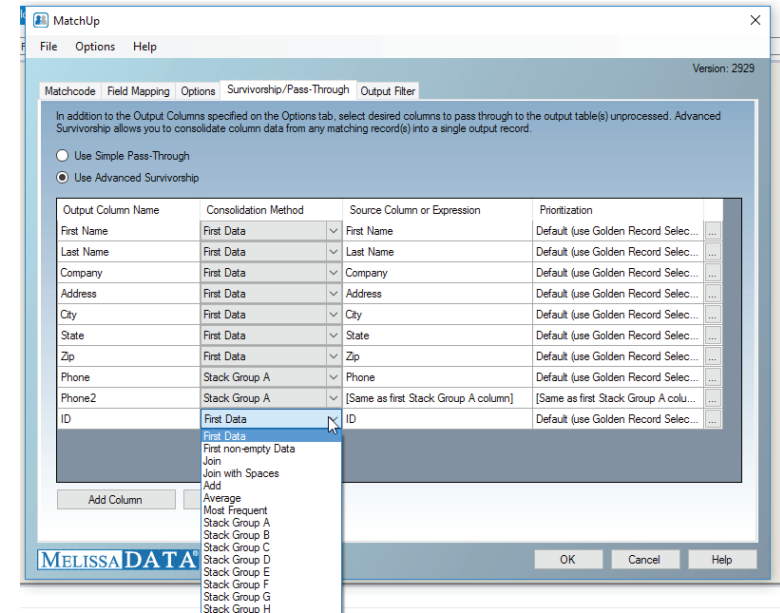 MatchUp
File Options Help
Version: 2929
Matchcode Field Mapping Options Survivorship/Pass-Through Output Filter
In addition to the Output Columns specified on the Options tab, select desired columns to pass through to the output table(s) unprocessed. Advanced
Survivorship allows you to consolidate column data from any matching record(s) into a single output record.
Use Simple Pass-Through
Use Advanced Survivorship
Output Column Name Consolidation Method Source Column or Expression Prioritization
First Name First Data First Name Default (use Golden Record Selec... ...
Last Name First Data Last Name Default (use Golden Record Selec... ...
Company First Data Company Default (use Golden Record Selec... ...
Address First Data Address Default (use Golden Record Selec... ...
City First Data City Default (use Golden Record Selec... ...
State First Data State Default (use Golden Record Selec... ...
Zip First Data Zip Default (use Golden Record Selec... ...
Phone Stack Group A Phone Default (use Golden Record Selec... ...
Phone2 Stack Group A [Same as first Stack Group A column] [Same as first Stack Group A colu... ...
ID First Data ID Default (use Golden Record Selec... ...
First Data
First non-empty Data
Join
Join with Spaces
Add
Average
Most Frequent
Stack Group A
Stack Group B
Stack Group C
Stack Group D
Stack Group E
Stack Group F
Stack Group G
Stack Group H
Add Column
MELISSA DATA®
OK Cancel Help